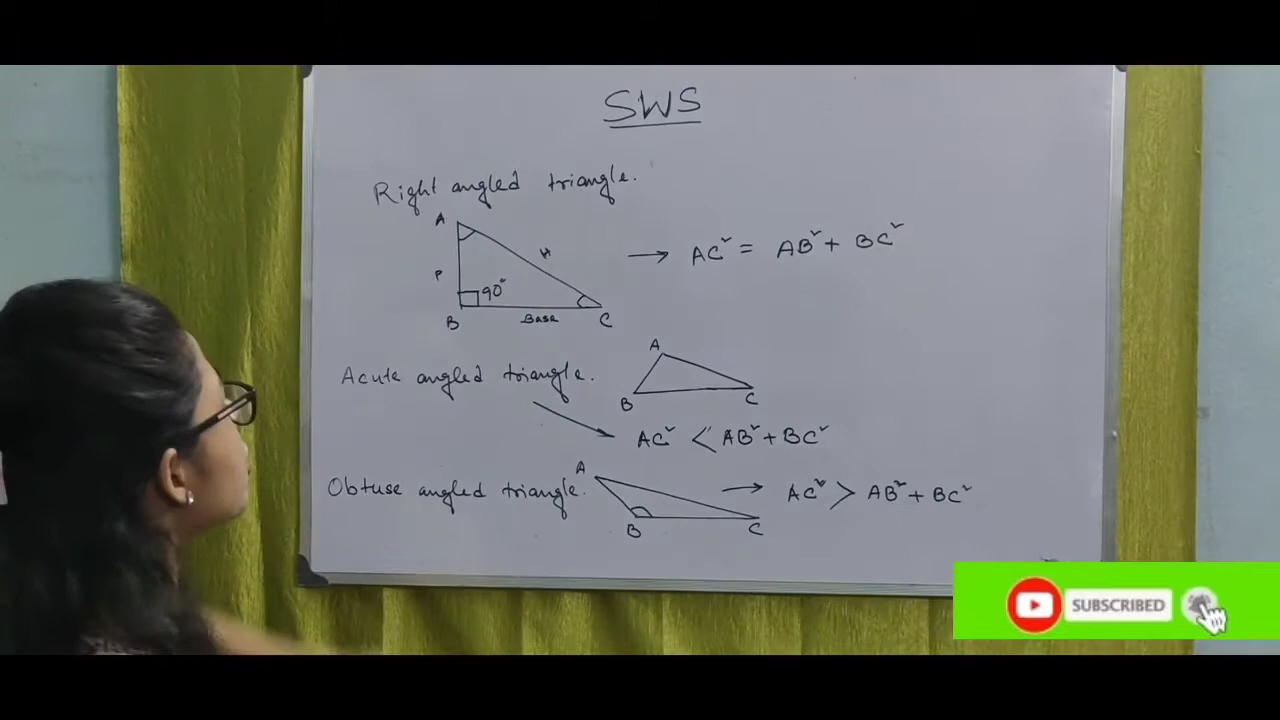 SWS
Right angled triangle.
A
H
P
90°
B
Base
C
→ AC² = AB² + BC²
Acute angled triangle.
A
B
C
AC² < AB² + BC²
Obtuse angled triangle.
A
B
C
→ AC² > AB² + BC²
SUBSCRIBED